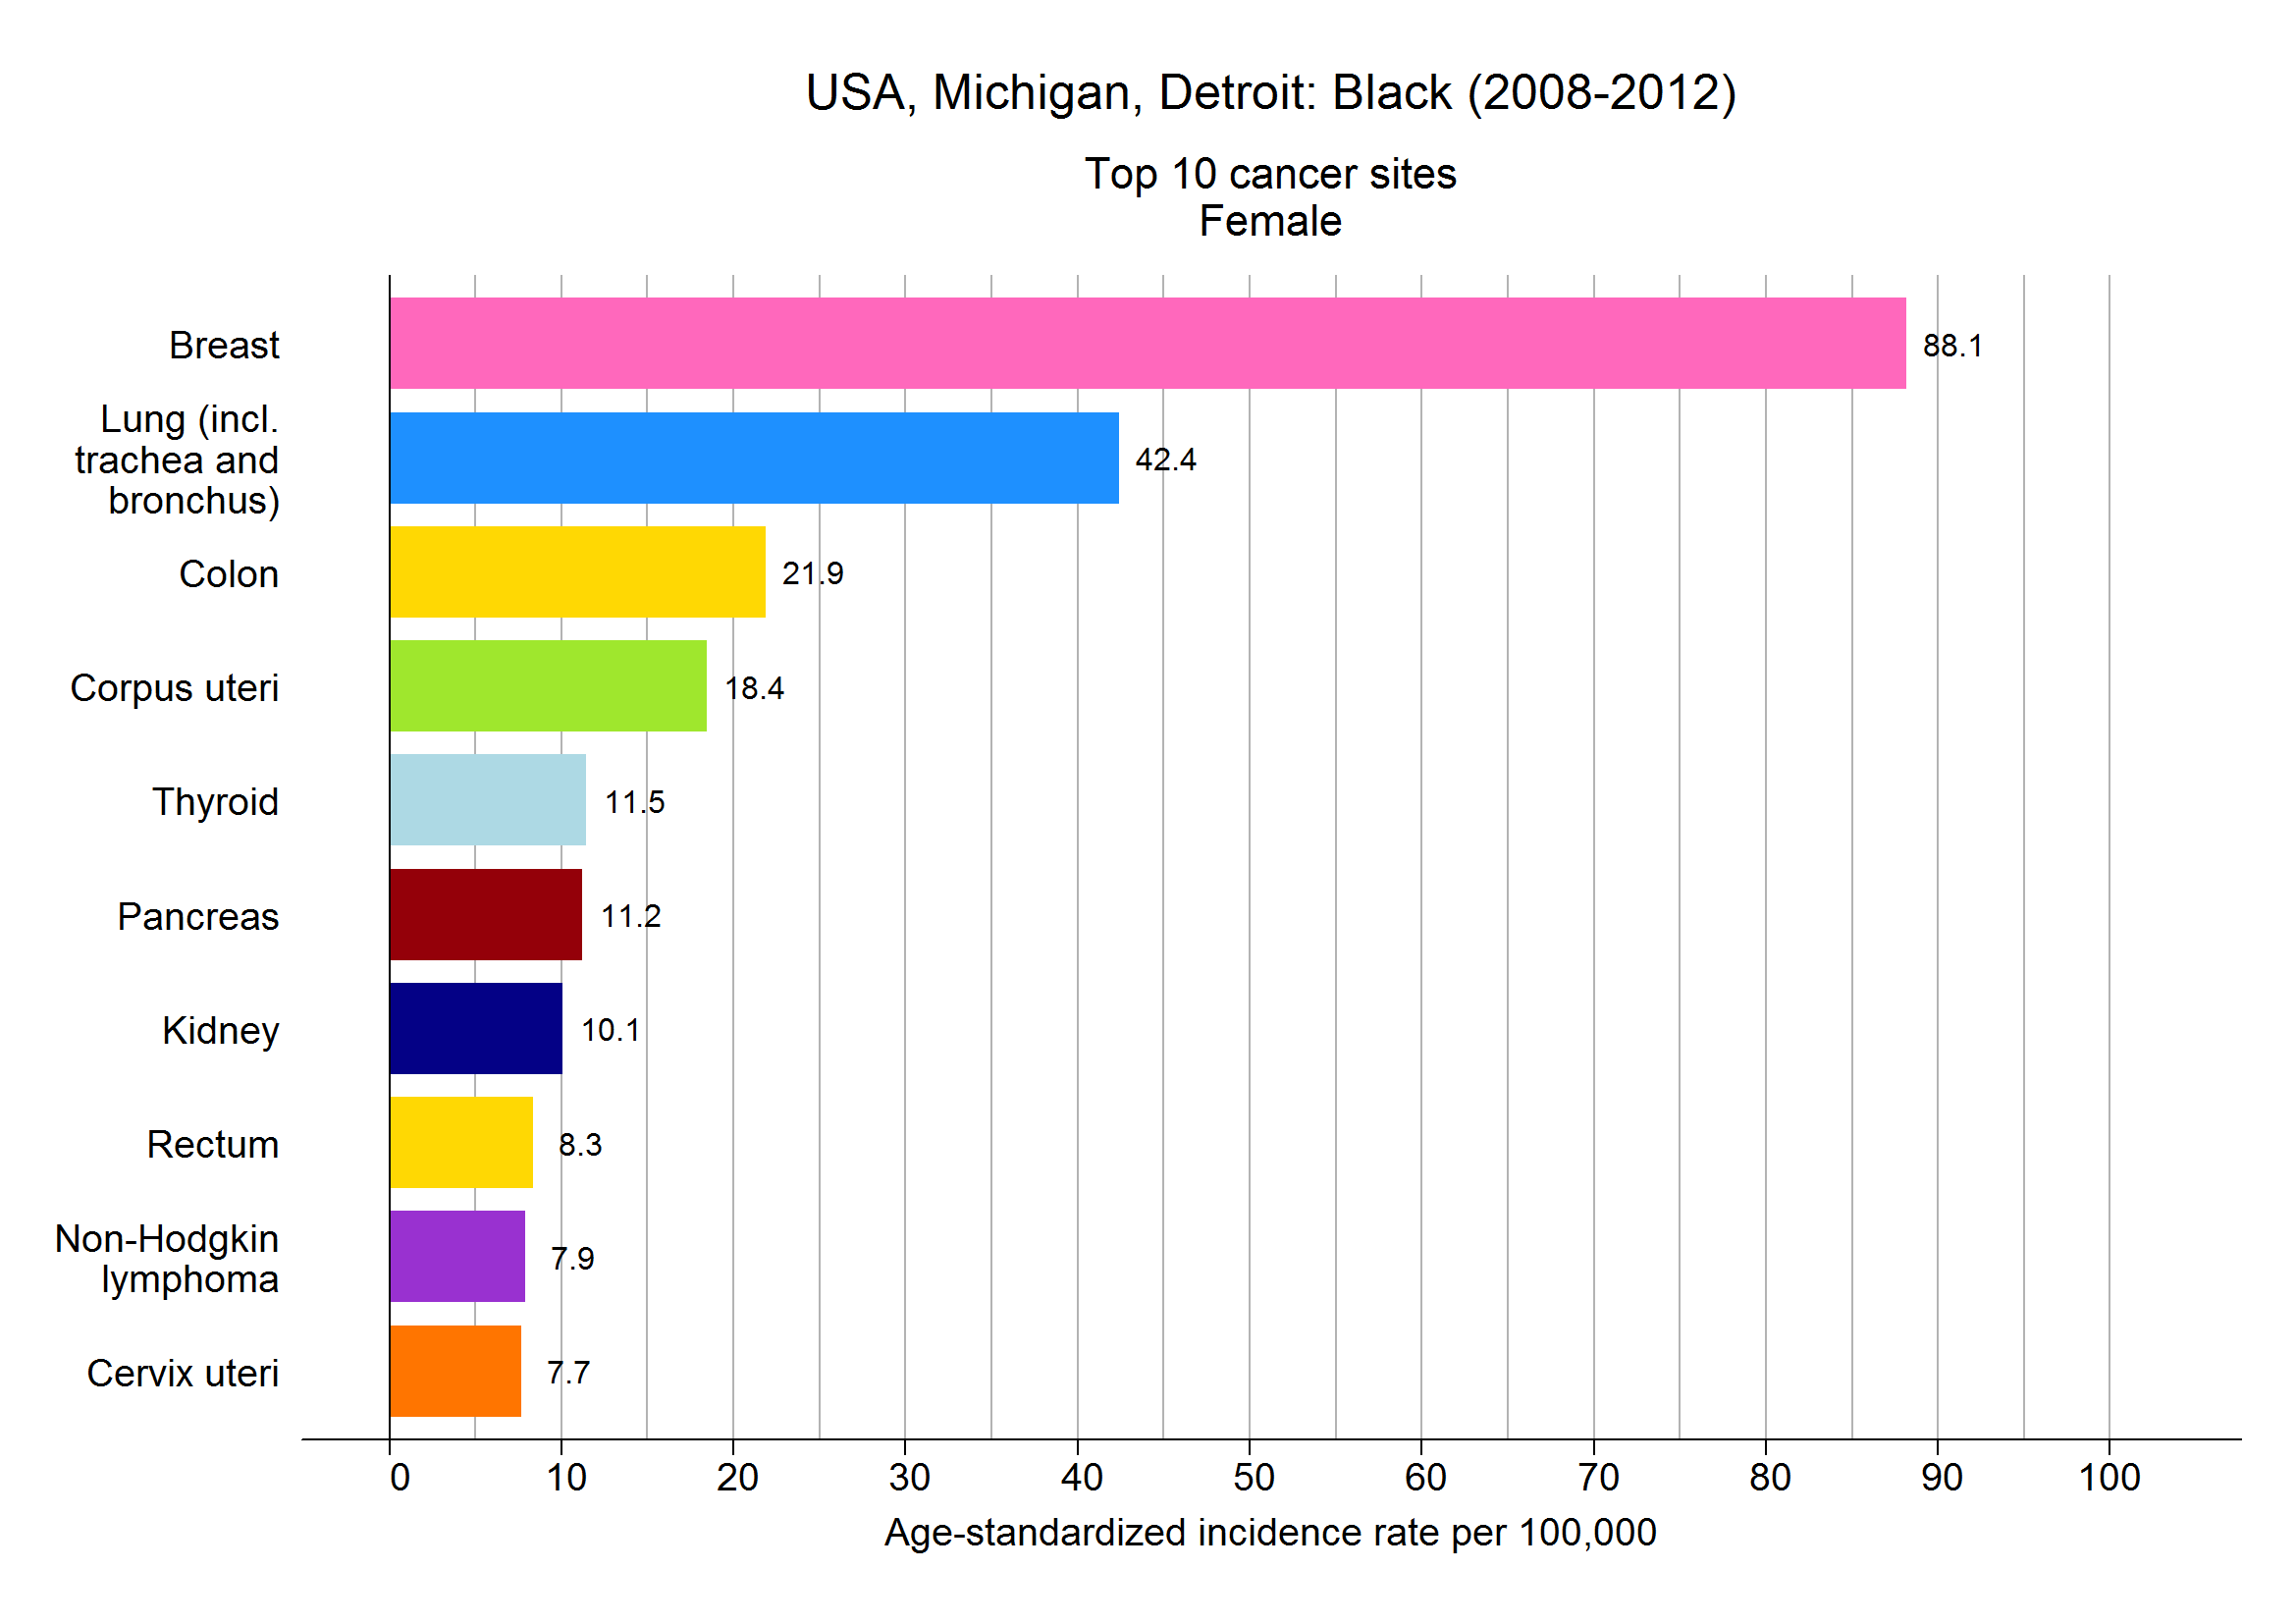 USA, Michigan, Detroit: Black (2008-2012)
Top 10 cancer sites
Female
Breast
88.1
Lung (incl.
trachea and
bronchus)
42.4
Colon
21.9
Corpus uteri
18.4
Thyroid
11.5
Pancreas
11.2
Kidney
10.1
Rectum
8.3
Non-Hodgkin
lymphoma
7.9
Cervix uteri
7.7
0 10 20 30 40 50 60 70 80 90 100
Age-standardized incidence rate per 100,000